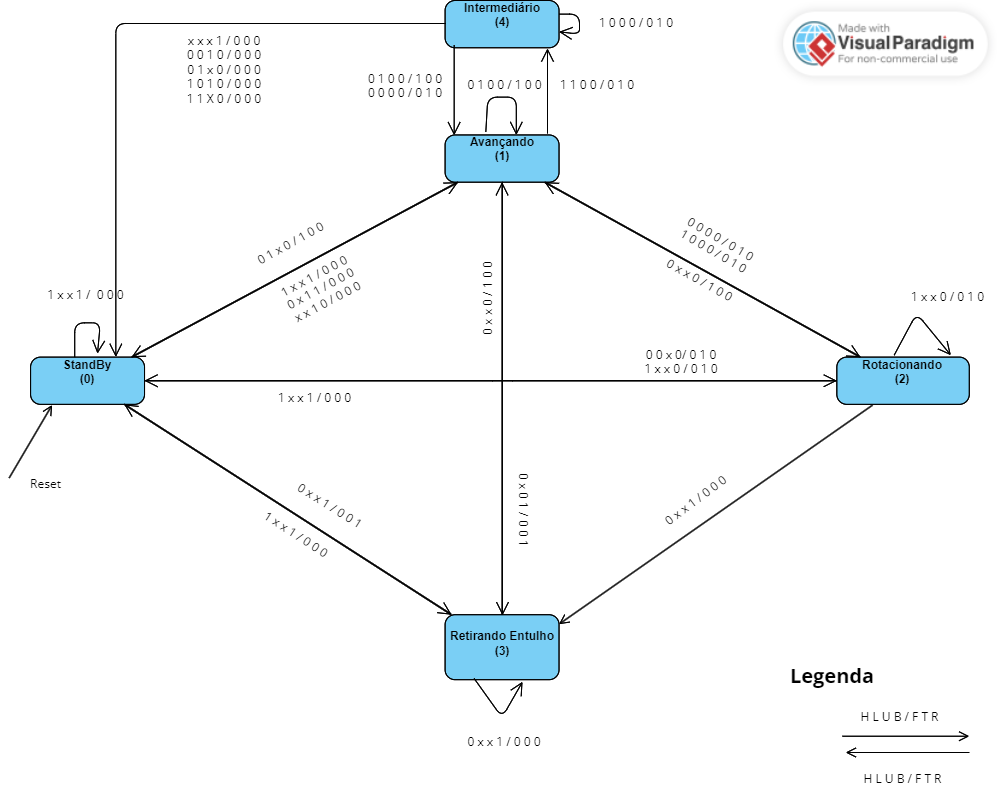 Intermediário
(4)
1000/010
Made with
VisualParadigm
For non-commercial use
xxx1/000
0010/000
01x0/000
1010/000
11X0/000
0100/100
0000/010
0100/100
1100/010
Avançando
(1)
01x0/100
1xx1/000
0x11/000
xx10/000
0xx0/100
0000/010
1000/010
0xx0/100
1xx1/ 000
1xx0/010
StandBy
(0)
00x0/010
1xx0/010
1xx1/000
Rotacionando
(2)
Reset
0xx1/001
1xx1/000
0x01/001
0xx1/000
Retirando Entulho
(3)
0xx1/000
Legenda
HLUB/FTR
HLUB/FTR